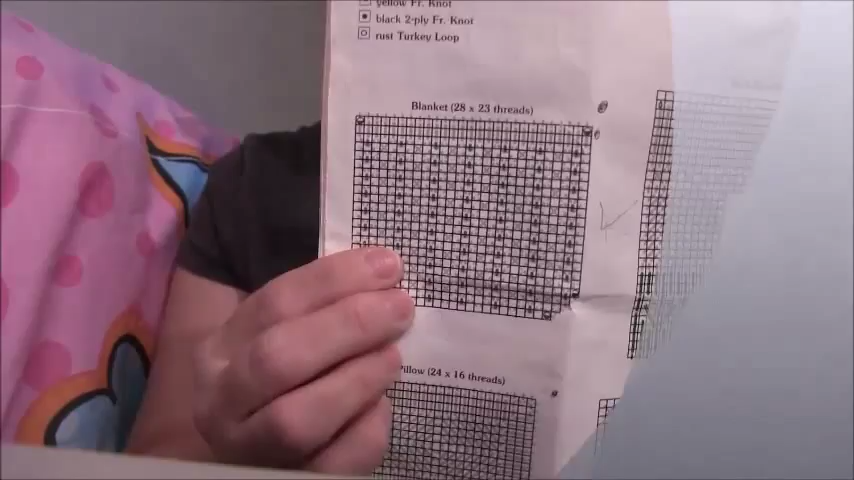 yellow Fr. Knot
black 2-ply Fr. Knot
rust Turkey Loop
Blanket (28 x 23 threads)
Pillow (24 x 16 threads)